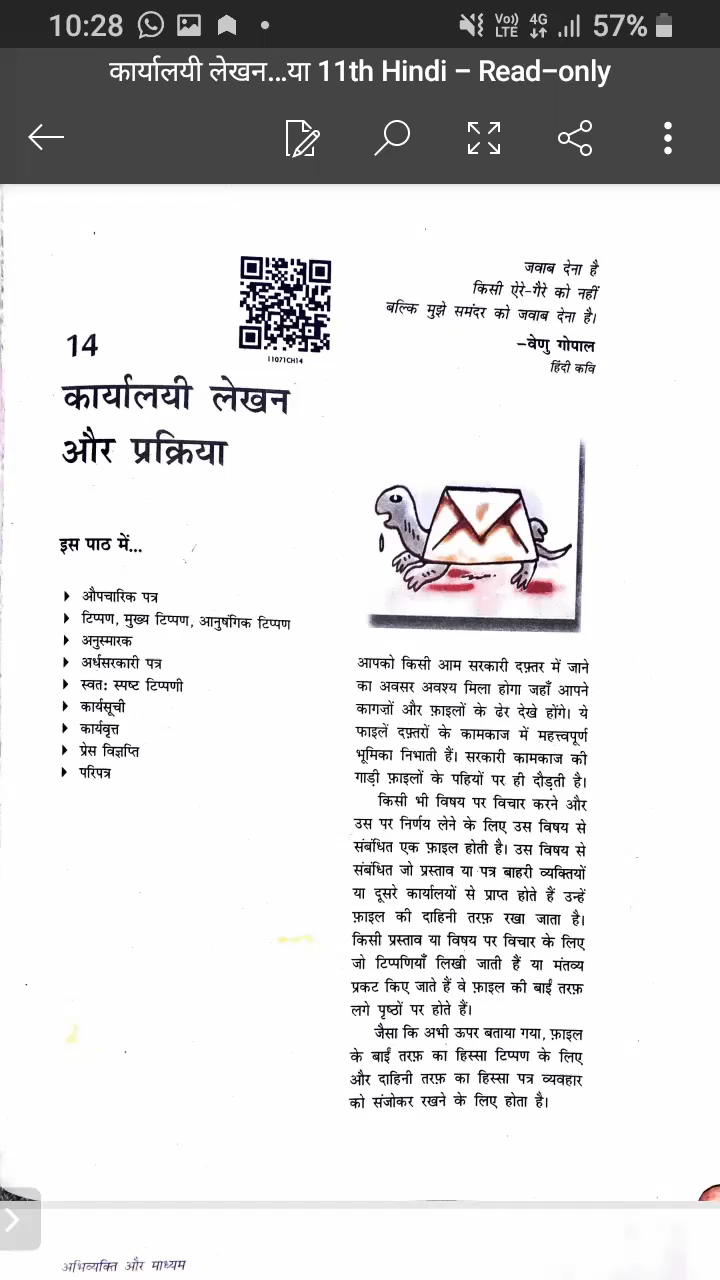 10:28
Vo)) LTE 4G 57%
कार्यालयी लेखन...या 11th Hindi – Read-only
11071CH14
जवाब देना है
किसी ऐरे-गैरे को नहीं
बल्कि मुझे समंदर को जवाब देना है।
–वेणु गोपाल
हिंदी कवि
14
कार्यालयी लेखन
और प्रक्रिया
इस पाठ में...
औपचारिक पत्र
टिप्पण, मुख्य टिप्पण, आनुषंगिक टिप्पण
अनुस्मारक
अर्धसरकारी पत्र
स्वत: स्पष्ट टिप्पणी
कार्यसूची
कार्यवृत्त
प्रेस विज्ञप्ति
परिपत्र
आपको किसी आम सरकारी दफ़्तर में जाने
का अवसर अवश्य मिला होगा जहाँ आपने
कागज़ों और फ़ाइलों के ढेर देखे होंगे। ये
फाइलें दफ़्तरों के कामकाज में महत्त्वपूर्ण
भूमिका निभाती हैं। सरकारी कामकाज की
गाड़ी फ़ाइलों के पहियों पर ही दौड़ती है।
किसी भी विषय पर विचार करने और
उस पर निर्णय लेने के लिए उस विषय से
संबंधित एक फ़ाइल होती है। उस विषय से
संबंधित जो प्रस्ताव या पत्र बाहरी व्यक्तियों
या दूसरे कार्यालयों से प्राप्त होते हैं उन्हें
फ़ाइल की दाहिनी तरफ़ रखा जाता है।
किसी प्रस्ताव या विषय पर विचार के लिए
जो टिप्पणियाँ लिखी जाती हैं या मंतव्य
प्रकट किए जाते हैं वे फ़ाइल की बाईं तरफ़
लगे पृष्ठों पर होते हैं।
जैसा कि अभी ऊपर बताया गया, फ़ाइल
के बाईं तरफ़ का हिस्सा टिप्पण के लिए
और दाहिनी तरफ़ का हिस्सा पत्र व्यवहार
को संजोकर रखने के लिए होता है।
अभिव्यक्ति और माध्यम